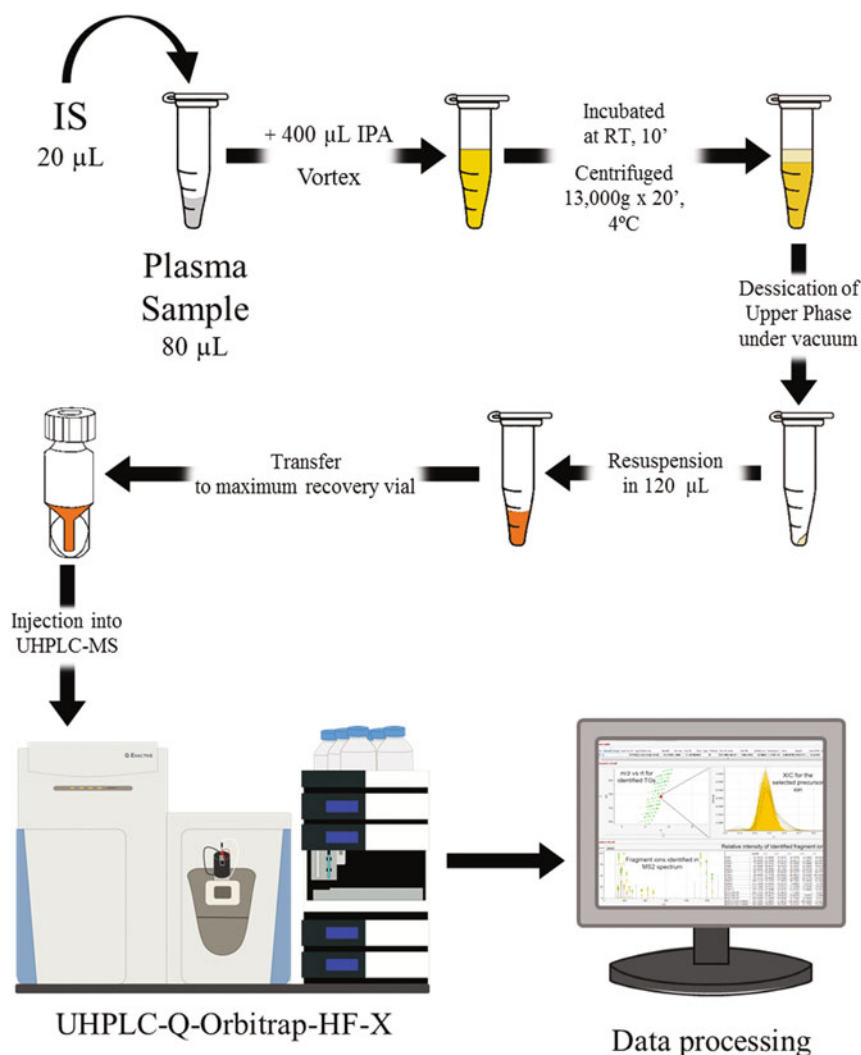 IS
20 µL
+ 400 µL IPA
Vortex
Incubated
at RT, 10’
Centrifuged
13,000g x 20’,
4ºC
Plasma
Sample
80 µL
Dessication of
Upper Phase
under vacuum
Resuspension
in 120 µL
Transfer
to maximum recovery vial
Injection into
UHPLC-MS
Q EXACTIVE
m/z vs rt for
identified TGs
XIC for the
selected precursor
ion
Fragment ions identified in
MS2 spectrum
Relative intensity of identified fragment ions
UHPLC-Q-Orbitrap-HF-X
Data processing